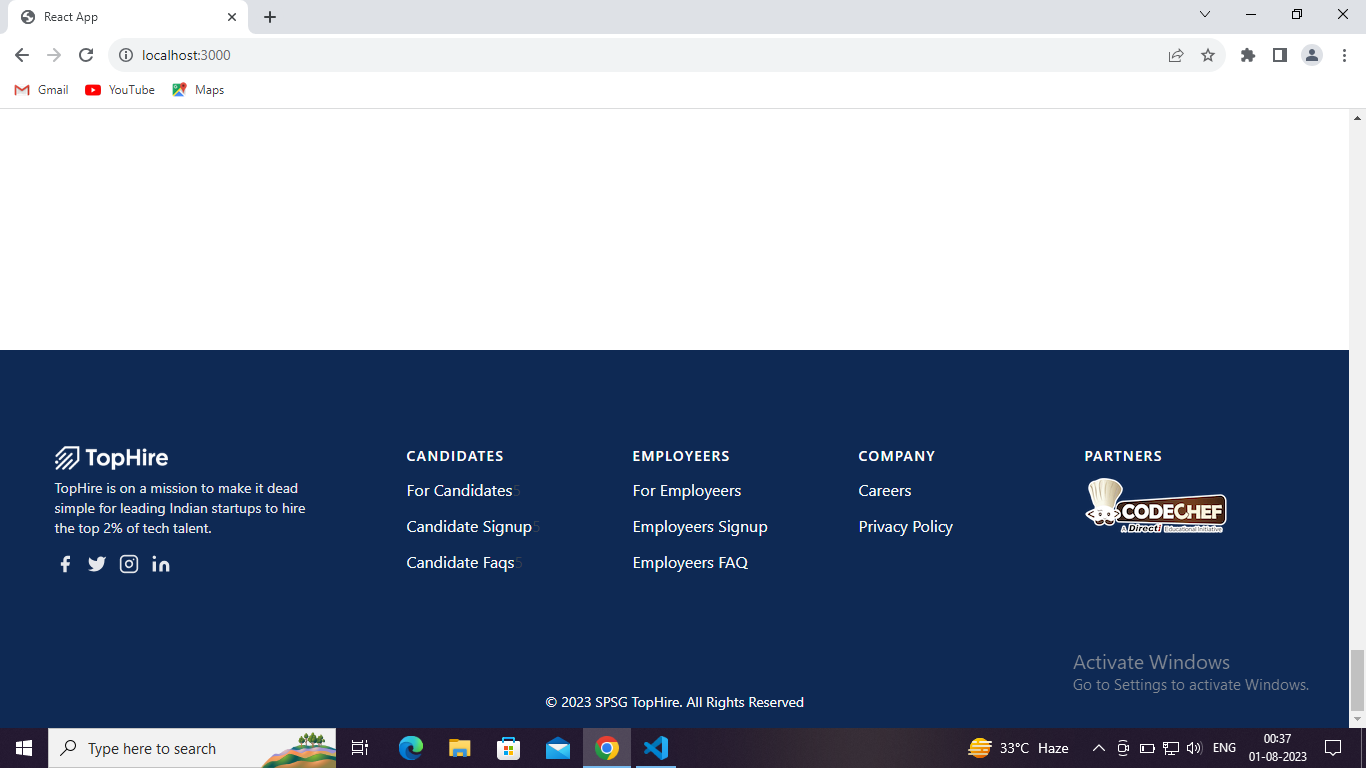 React App
localhost:3000
Gmail
YouTube
Maps
TopHire
TopHire is on a mission to make it dead
simple for leading Indian startups to hire
the top 2% of tech talent.
CANDIDATES
For Candidates5
Candidate Signup5
Candidate Faqs5
EMPLOYEERS
For Employeers
Employeers Signup
Employeers FAQ
COMPANY
Careers
Privacy Policy
PARTNERS
CODECHEF
A Directi Educational Initiative
Activate Windows
Go to Settings to activate Windows.
© 2023 SPSG TopHire. All Rights Reserved
Type here to search
33°C Haze
ENG
00:37
01-08-2023